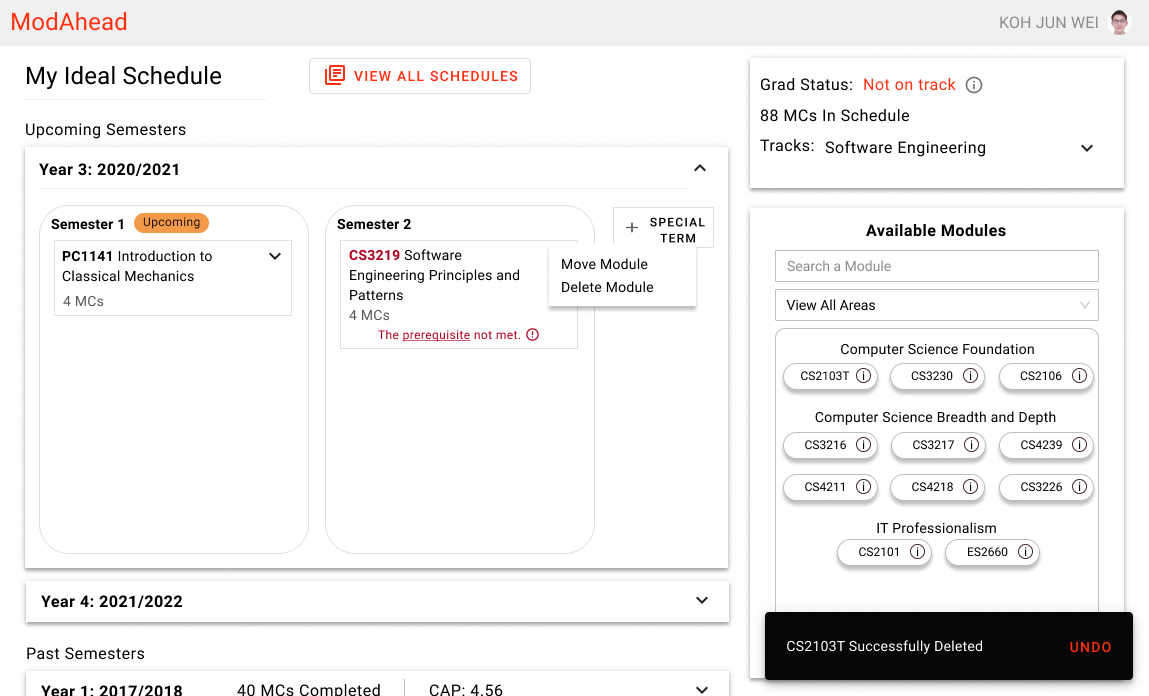 ModAhead
KOH JUN WEI
My Ideal Schedule
VIEW ALL SCHEDULES
Upcoming Semesters
Year 3: 2020/2021
Semester 1 Upcoming
PC1141 Introduction to
Classical Mechanics
4 MCs
Semester 2
CS3219 Software
Engineering Principles and
Patterns
4 MCs
The prerequisite not met.
+ SPECIAL
TERM
Move Module
Delete Module
Year 4: 2021/2022
Past Semesters
Year 1: 2017/2018 40 MCs Completed CAP: 4.56
Grad Status: Not on track
88 MCs In Schedule
Tracks: Software Engineering
Available Modules
Search a Module
View All Areas
Computer Science Foundation
CS2103T CS3230 CS2106
Computer Science Breadth and Depth
CS3216 CS3217 CS4239
CS4211 CS4218 CS3226
IT Professionalism
CS2101 ES2660
CS2103T Successfully Deleted UNDO